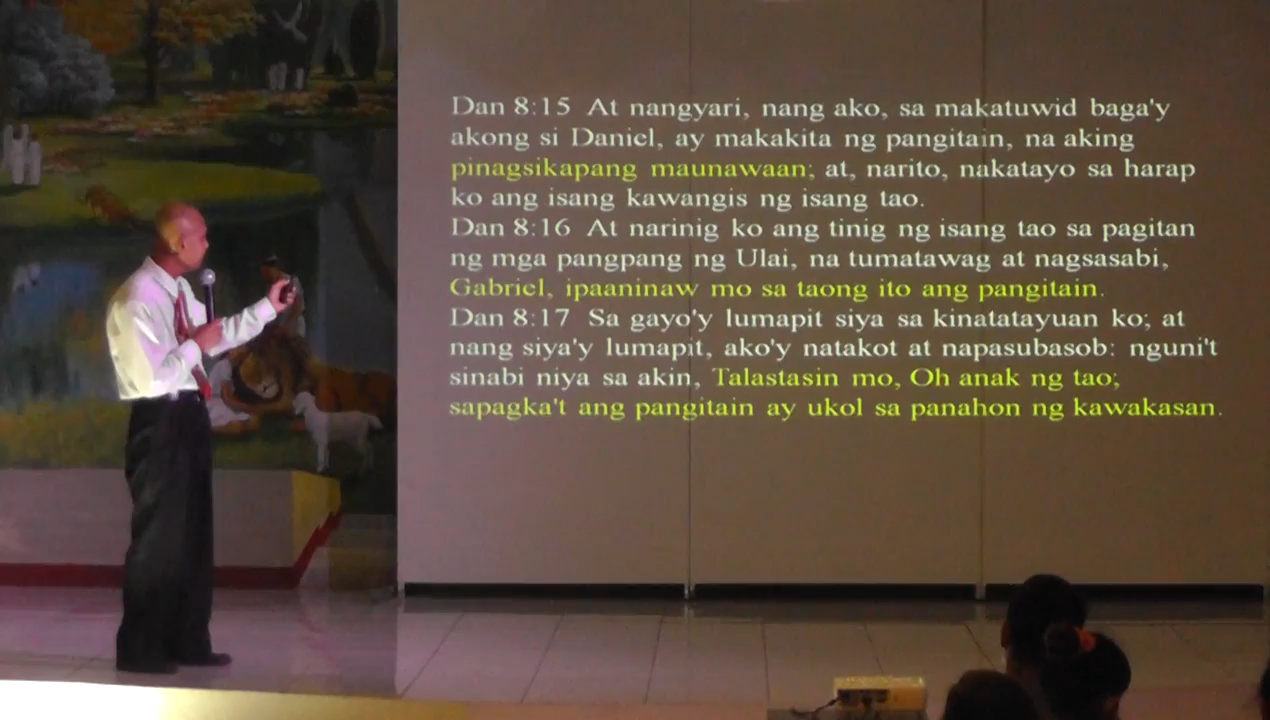 Dan 8:15 At nangyari, nang ako, sa makatuwid baga'y
akong si Daniel, ay makakita ng pangitain, na aking
pinagsikapang maunawaan; at, narito, nakatayo sa harap
ko ang isang kawangis ng isang tao.
Dan 8:16 At narinig ko ang tinig ng isang tao sa pagitan
ng mga pangpang ng Ulai, na tumatawag at nagsasabi,
Gabriel, ipaaninaw mo sa taong ito ang pangitain.
Dan 8:17 Sa gayo'y lumapit siya sa kinatatayuan ko; at
nang siya'y lumapit, ako'y natakot at napasubasob: nguni't
sinabi niya sa akin, Talastasin mo, Oh anak ng tao;
sapagka't ang pangitain ay ukol sa panahon ng kawakasan.